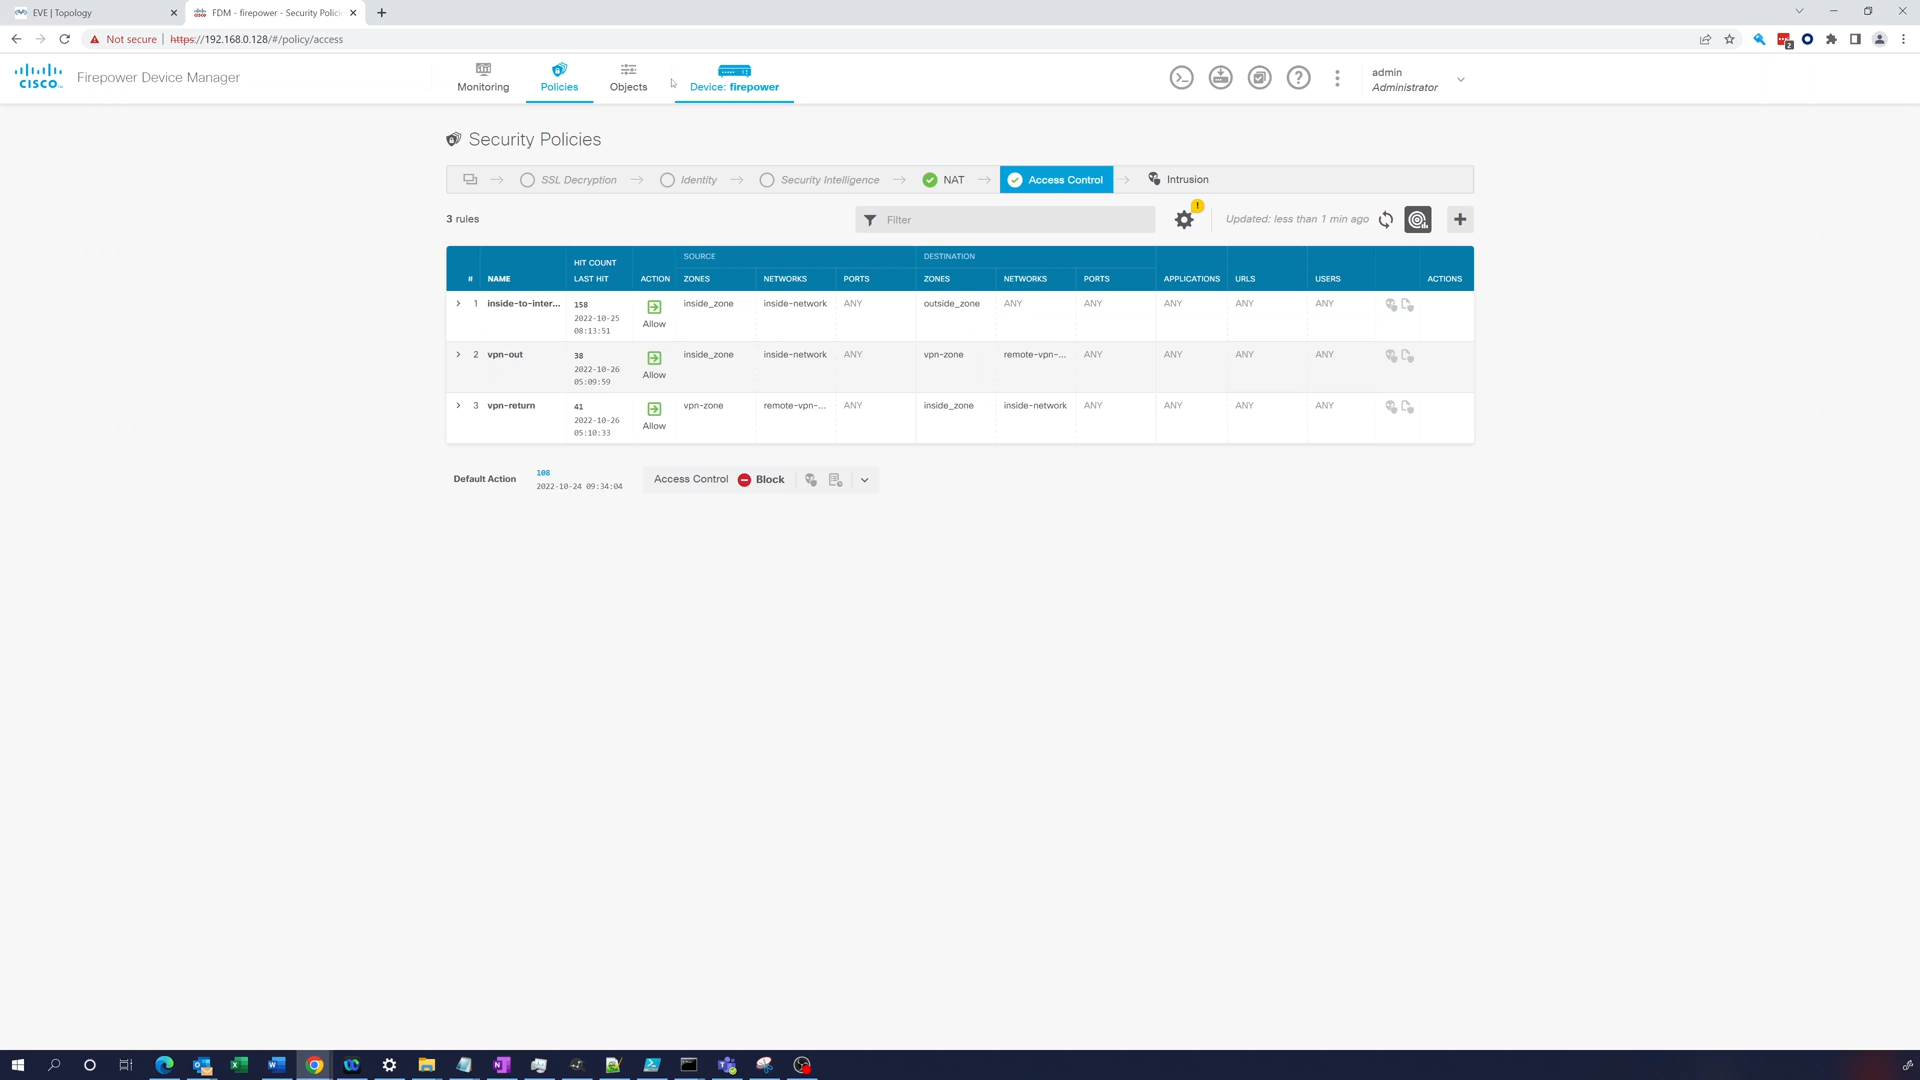 EVE | Topology
FDM - firepower - Security Polici
Not secure | https://192.168.0.128/#/policy/access
2
CISCO
Firepower Device Manager
Monitoring
Policies
Objects
Device: firepower
admin
Administrator
Security Policies
SSL Decryption
Identity
Security Intelligence
NAT
Access Control
Intrusion
3 rules
Filter
!
Updated: less than 1 min ago
# NAME HIT COUNT LAST HIT ACTION SOURCE ZONES NETWORKS PORTS DESTINATION ZONES NETWORKS PORTS APPLICATIONS URLS USERS ACTIONS
1 inside-to-inter... 158 2022-10-25 08:13:51 Allow inside_zone inside-network ANY outside_zone ANY ANY ANY ANY ANY
2 vpn-out 38 2022-10-26 05:09:59 Allow inside_zone inside-network ANY vpn-zone remote-vpn-... ANY ANY ANY ANY
3 vpn-return 41 2022-10-26 05:10:33 Allow vpn-zone remote-vpn-... ANY inside_zone inside-network ANY ANY ANY ANY
Default Action 108 2022-10-24 09:34:04 Access Control Block